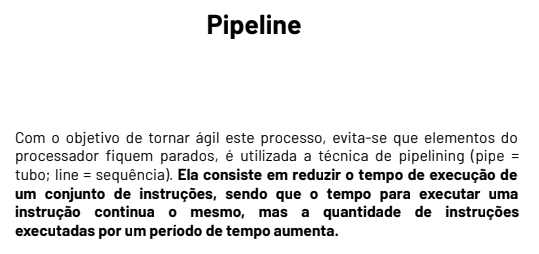 Pipeline
Com o objetivo de tornar ágil este processo, evita-se que elementos do
processador fiquem parados, é utilizada a técnica de pipelining (pipe =
tubo; line = sequência). Ela consiste em reduzir o tempo de execução de
um conjunto de instruções, sendo que o tempo para executar uma
instrução continua o mesmo, mas a quantidade de instruções
executadas por um período de tempo aumenta.